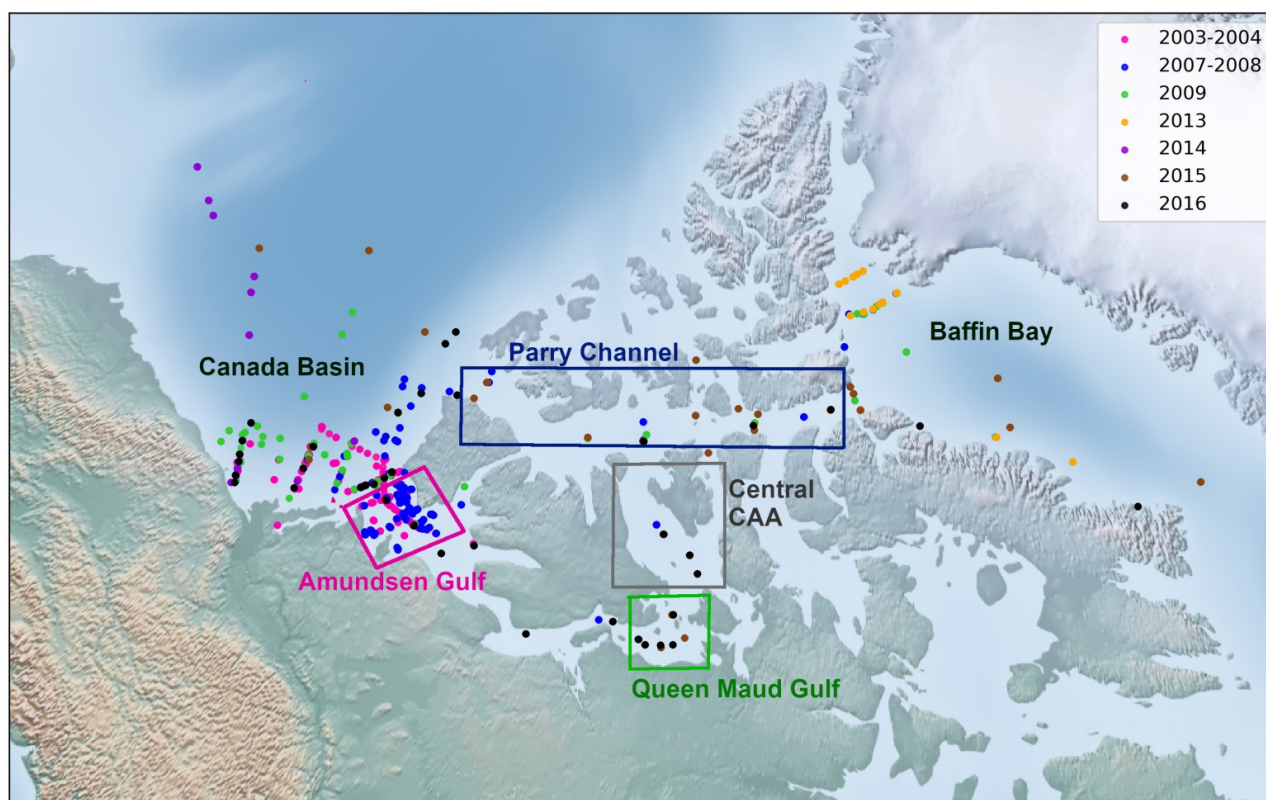 2003-2004
2007-2008
2009
2013
2014
2015
2016
Baffin Bay
Parry Channel
Canada Basin
Central
CAA
Amundsen Gulf
Queen Maud Gulf